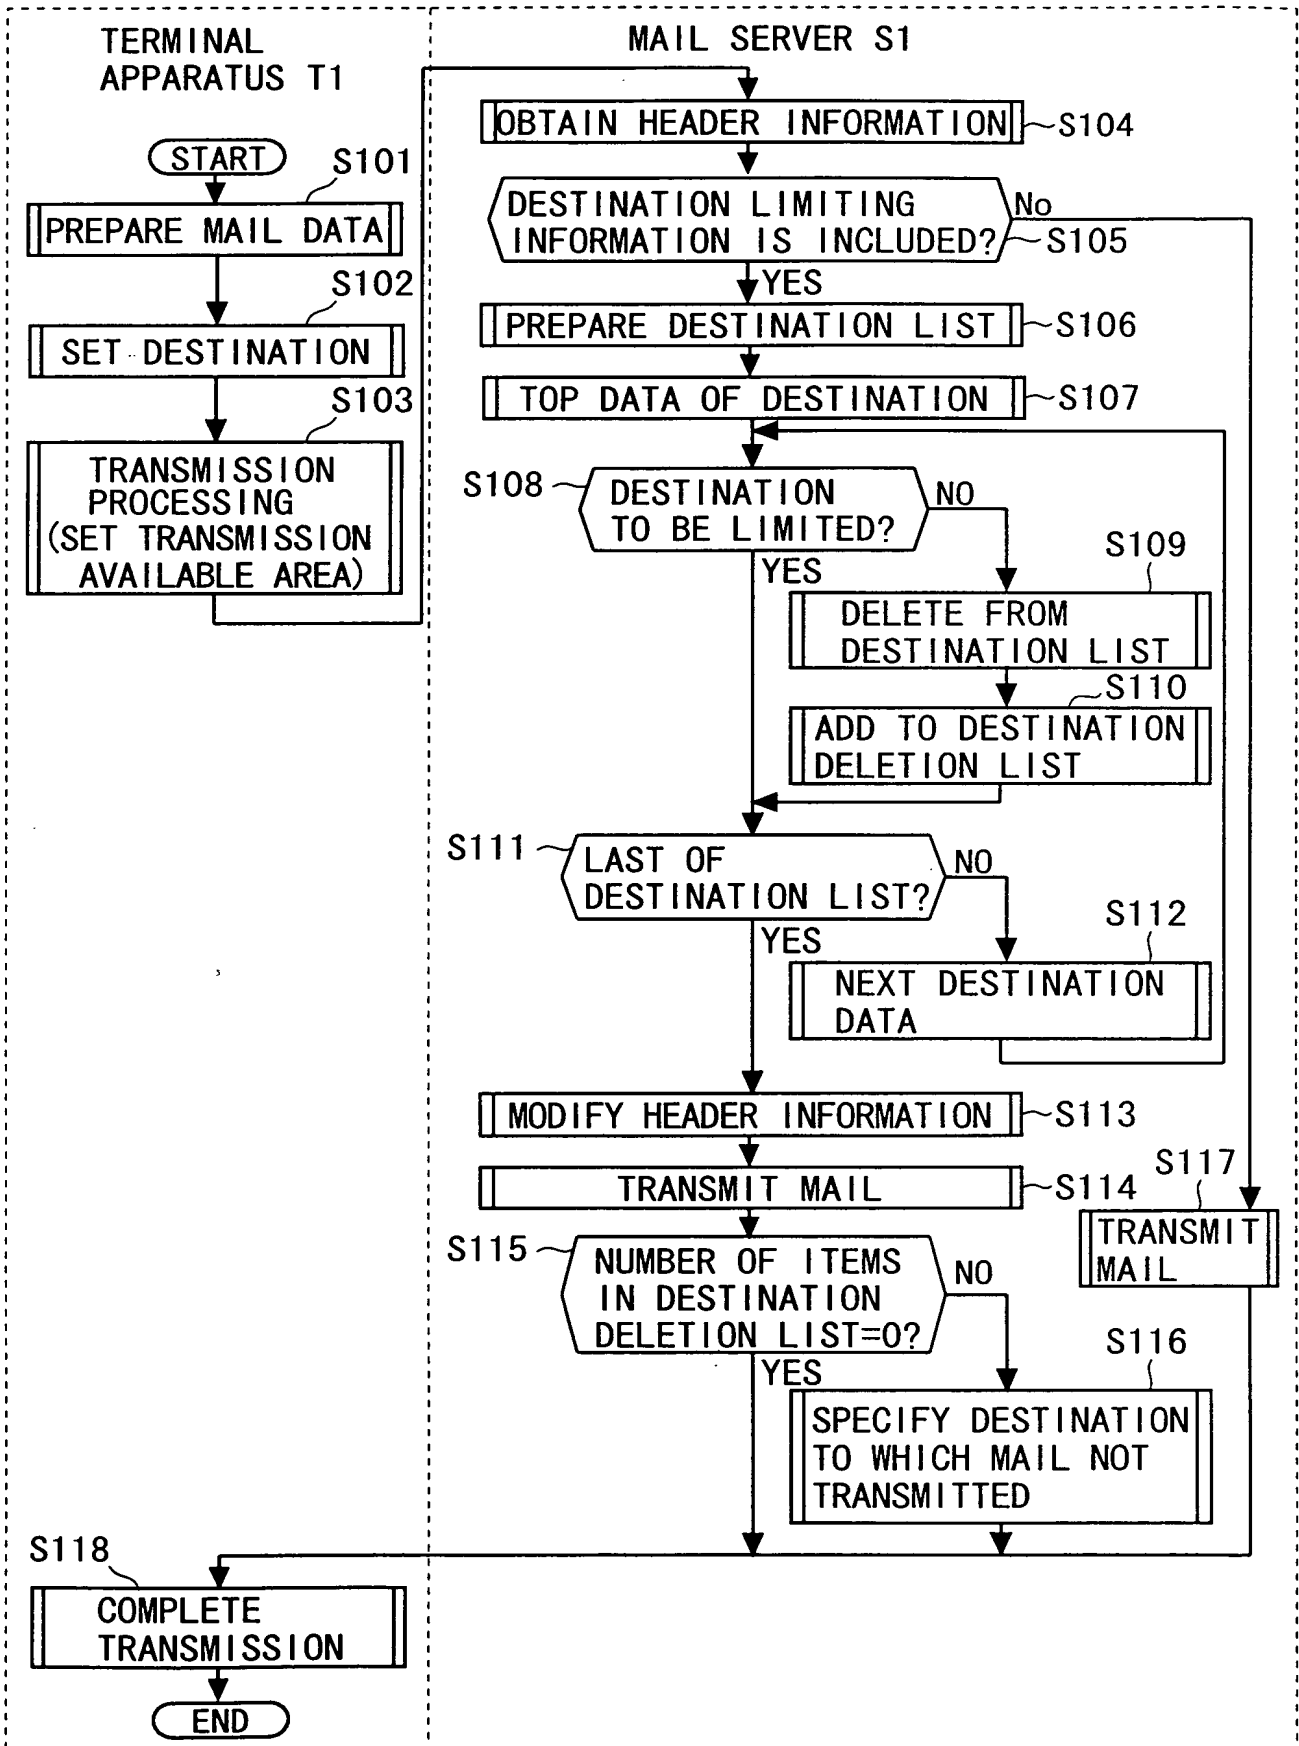 TERMINAL
APPARATUS T1
START
S101
PREPARE MAIL DATA
S102
SET DESTINATION
S103
TRANSMISSION
PROCESSING
(SET TRANSMISSION
AVAILABLE AREA)
MAIL SERVER S1
OBTAIN HEADER INFORMATION
S104
DESTINATION LIMITING
INFORMATION IS INCLUDED?
No
S105
YES
PREPARE DESTINATION LIST
S106
TOP DATA OF DESTINATION
S107
S108
DESTINATION
TO BE LIMITED?
NO
YES
S109
DELETE FROM
DESTINATION LIST
S110
ADD TO DESTINATION
DELETION LIST
S111
LAST OF
DESTINATION LIST?
NO
YES
S112
NEXT DESTINATION
DATA
MODIFY HEADER INFORMATION
S113
TRANSMIT MAIL
S114
S117
TRANSMIT
MAIL
S115
NUMBER OF ITEMS
IN DESTINATION
DELETION LIST=0?
NO
YES
S116
SPECIFY DESTINATION
TO WHICH MAIL NOT
TRANSMITTED
S118
COMPLETE
TRANSMISSION
END